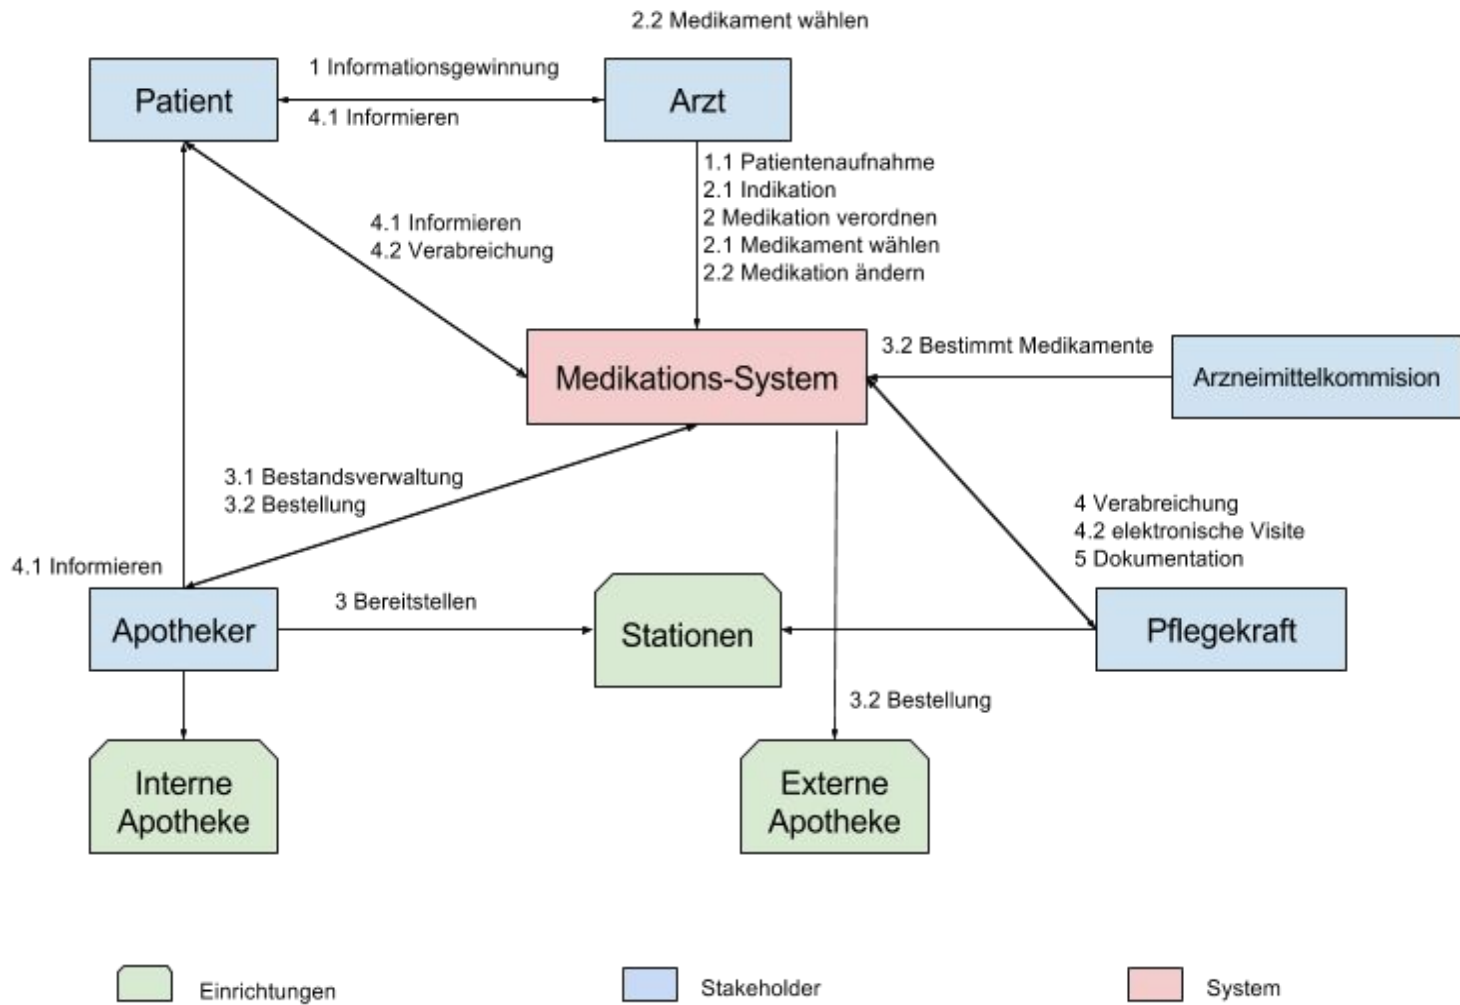 2.2 Medikament wählen
Patient
1 Informationsgewinnung
4.1 Informieren
Arzt
1.1 Patientenaufnahme
2.1 Indikation
2 Medikation verordnen
2.1 Medikament wählen
2.2 Medikation ändern
4.1 Informieren
4.2 Verabreichung
Medikations-System
3.2 Bestimmt Medikamente
Arzneimittelkommision
3.1 Bestandsverwaltung
3.2 Bestellung
4 Verabreichung
4.2 elektronische Visite
5 Dokumentation
4.1 Informieren
Apotheker
3 Bereitstellen
Stationen
Pflegekraft
3.2 Bestellung
Interne
Apotheke
Externe
Apotheke
Einrichtungen
Stakeholder
System